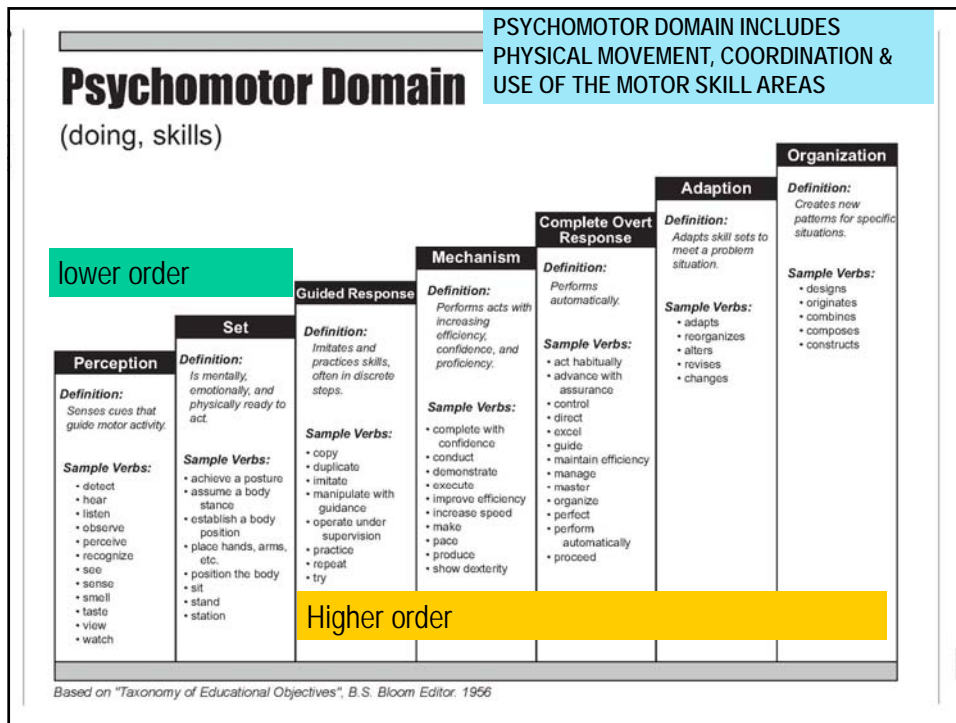 PSYCHOMOTOR DOMAIN INCLUDES
PHYSICAL MOVEMENT, COORDINATION &
USE OF THE MOTOR SKILL AREAS
Psychomotor Domain
(doing, skills)
lower order
Perception
Definition:
Senses cues that
guide motor activity.
Sample Verbs:
• detect
• hear
• listen
• observe
• perceive
• recognize
• see
• sense
• smell
• taste
• view
• watch
Set
Definition:
Is mentally,
emotionally, and
physically ready to
act.
Sample Verbs:
• achieve a posture
• assume a body
stance
• establish a body
position
• place hands, arms,
etc.
• position the body
• sit
• stand
• station
Guided Response
Definition:
Imitates and
practices skills,
often in discrete
steps.
Sample Verbs:
• copy
• duplicate
• imitate
• manipulate with
guidance
• operate under
supervision
• practice
• repeat
• try
Mechanism
Definition:
Performs acts with
increasing
efficiency,
confidence, and
proficiency.
Sample Verbs:
• complete with
confidence
• conduct
• demonstrate
• execute
• improve efficiency
• increase speed
• make
• pace
• produce
• show dexterity
Complete Overt
Response
Definition:
Performs
automatically.
Sample Verbs:
• act habitually
• advance with
assurance
• control
• direct
• excel
• guide
• maintain efficiency
• manage
• master
• organize
• perfect
• perform
automatically
• proceed
Adaption
Definition:
Adapts skill sets to
meet a problem
situation.
Sample Verbs:
• adapts
• reorganizes
• alters
• revises
• changes
Organization
Definition:
Creates new
patterns for specific
situations.
Sample Verbs:
• designs
• originates
• combines
• composes
• constructs
Higher order
Based on "Taxonomy of Educational Objectives", B.S. Bloom Editor. 1956